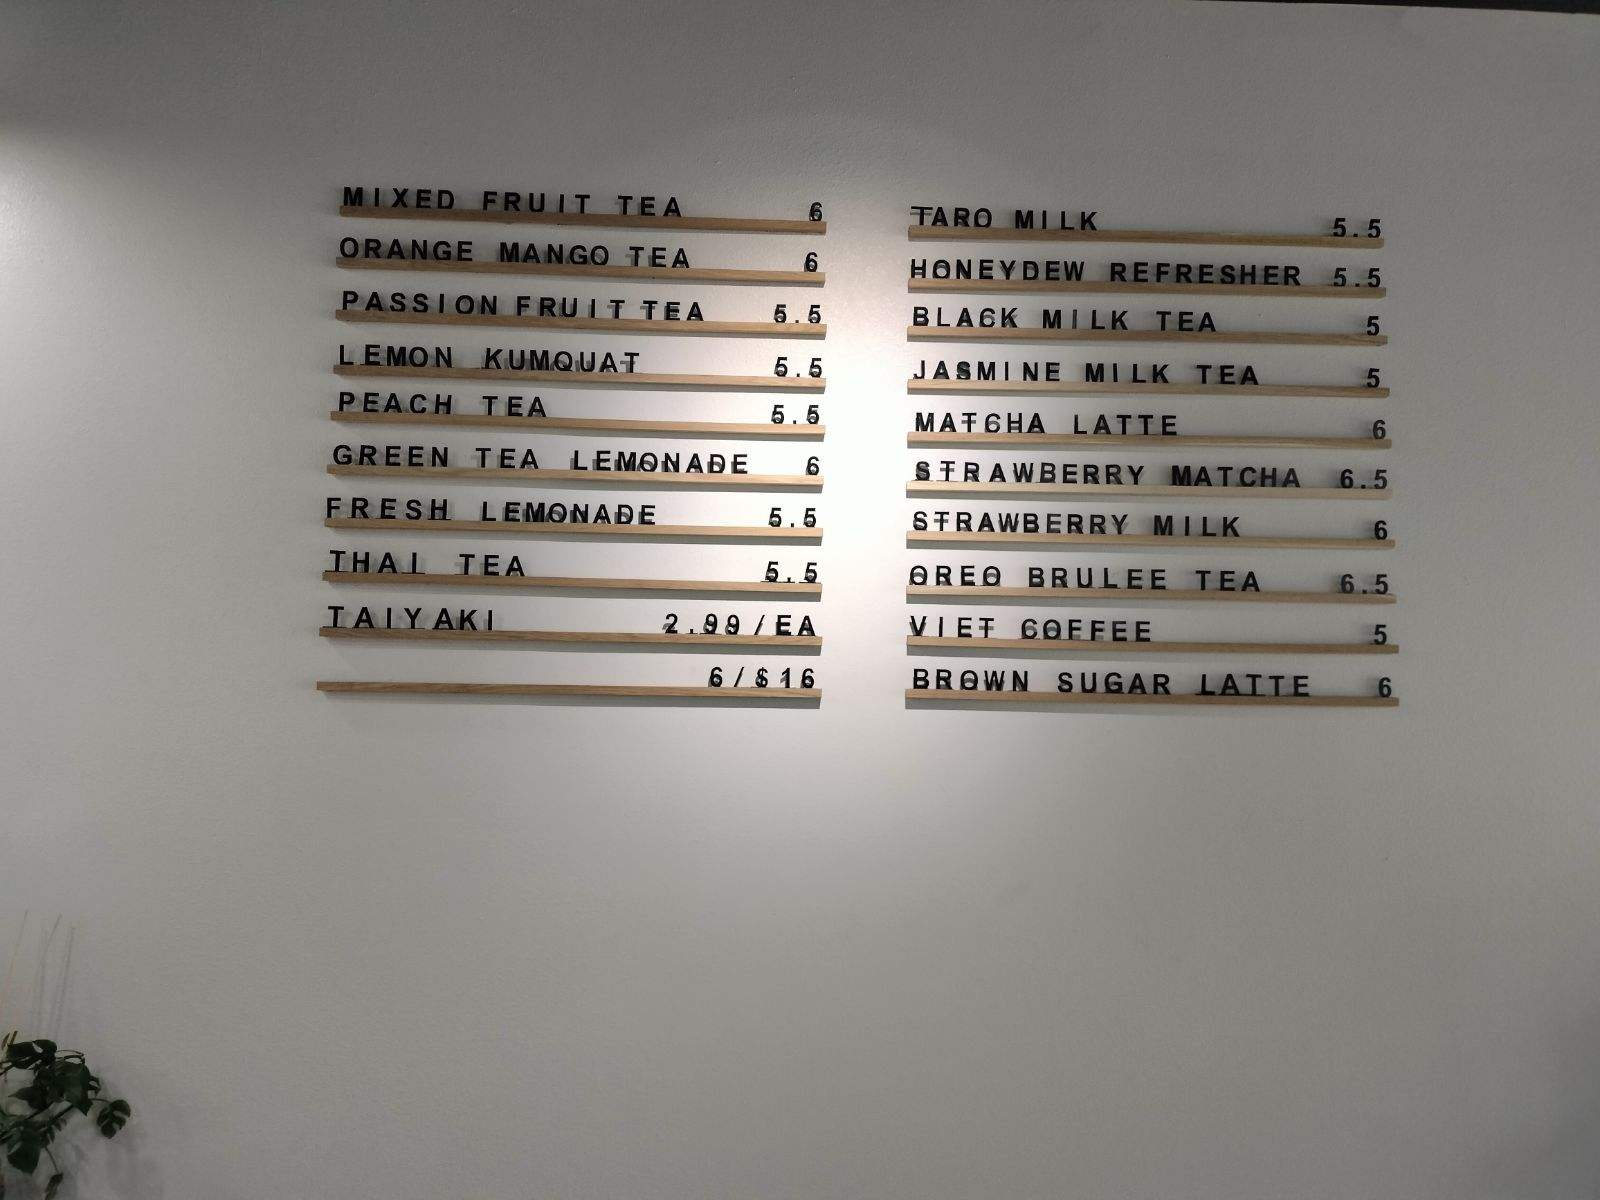 MIXED FRUIT TEA 6
ORANGE MANGO TEA 6
PASSION FRUIT TEA 5.5
LEMON KUMQUAT 5.5
PEACH TEA 5.5
GREEN TEA LEMONADE 6
FRESH LEMONADE 5.5
THAI TEA 5.5
TAIYAKI 2.99/EA
6/$16
TARO MILK 5.5
HONEYDEW REFRESHER 5.5
BLACK MILK TEA 5
JASMINE MILK TEA 5
MATCHA LATTE 6
STRAWBERRY MATCHA 6.5
STRAWBERRY MILK 6
OREO BRULEE TEA 6.5
VIET COFFEE 5
BROWN SUGAR LATTE 6